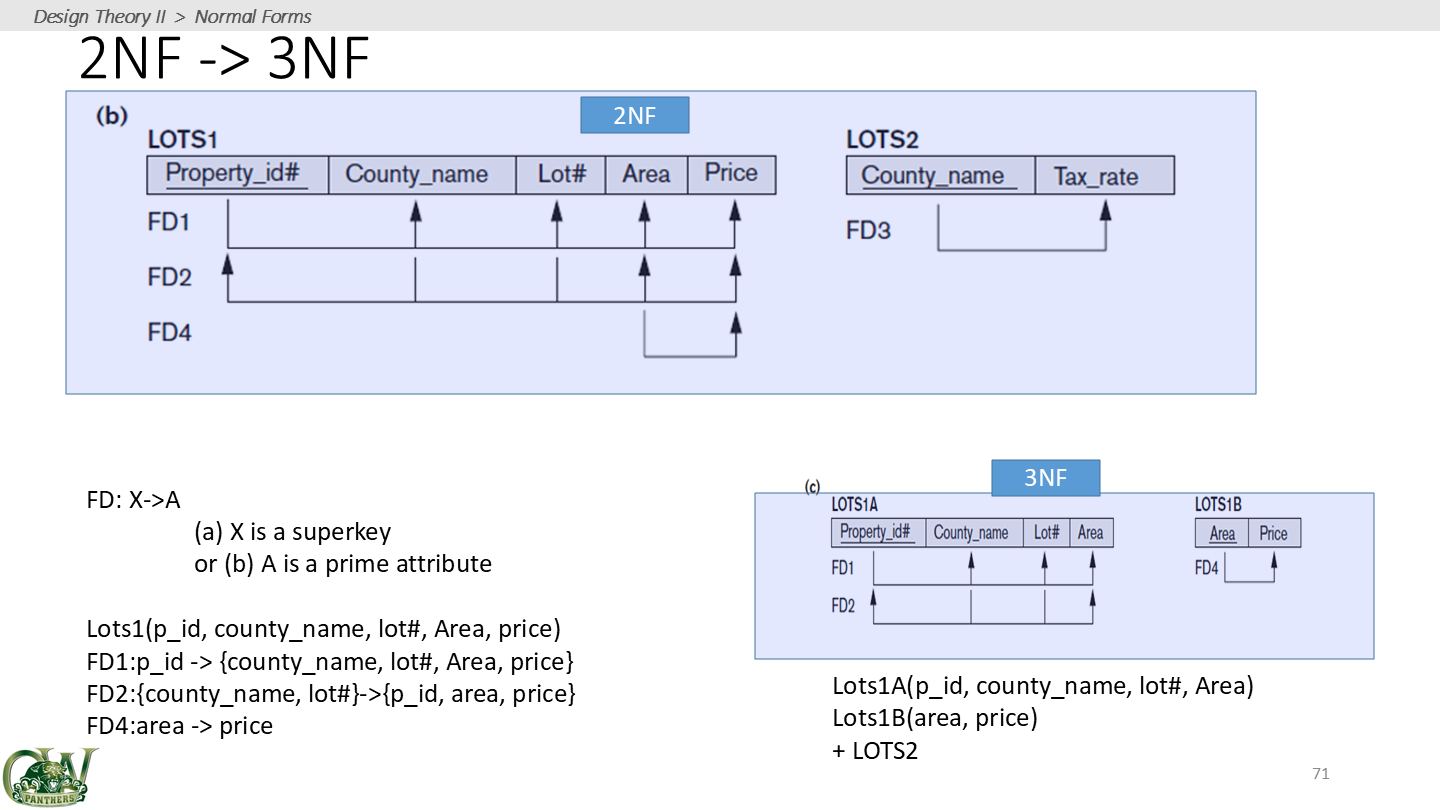 Design Theory II > Normal Forms
2NF -> 3NF
(b)
2NF
LOTS1
Property_id# County_name Lot# Area Price
FD1
FD2
FD4
LOTS2
County_name Tax_rate
FD3
FD: X->A
(a) X is a superkey
or (b) A is a prime attribute
Lots1(p_id, county_name, lot#, Area, price)
FD1:p_id -> {county_name, lot#, Area, price}
FD2:{county_name, lot#}->{p_id, area, price}
FD4:area -> price
(c)
3NF
LOTS1A
Property_id# County_name Lot# Area
FD1
FD2
LOTS1B
Area Price
FD4
Lots1A(p_id, county_name, lot#, Area)
Lots1B(area, price)
+ LOTS2
OW
PANTHERS
71